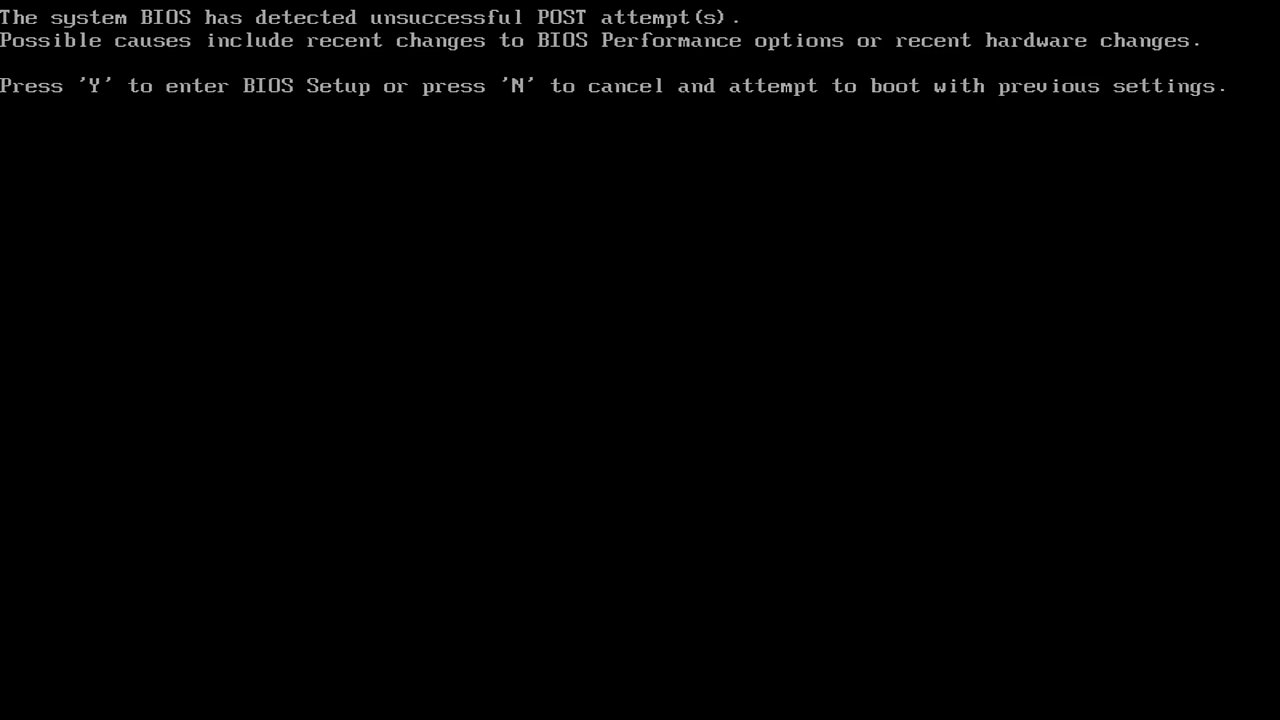 The system BIOS has detected unsuccessful POST attempt(s).
Possible causes include recent changes to BIOS Performance options or recent hardware changes.
Press 'Y' to enter BIOS Setup or press 'N' to cancel and attempt to boot with previous settings.